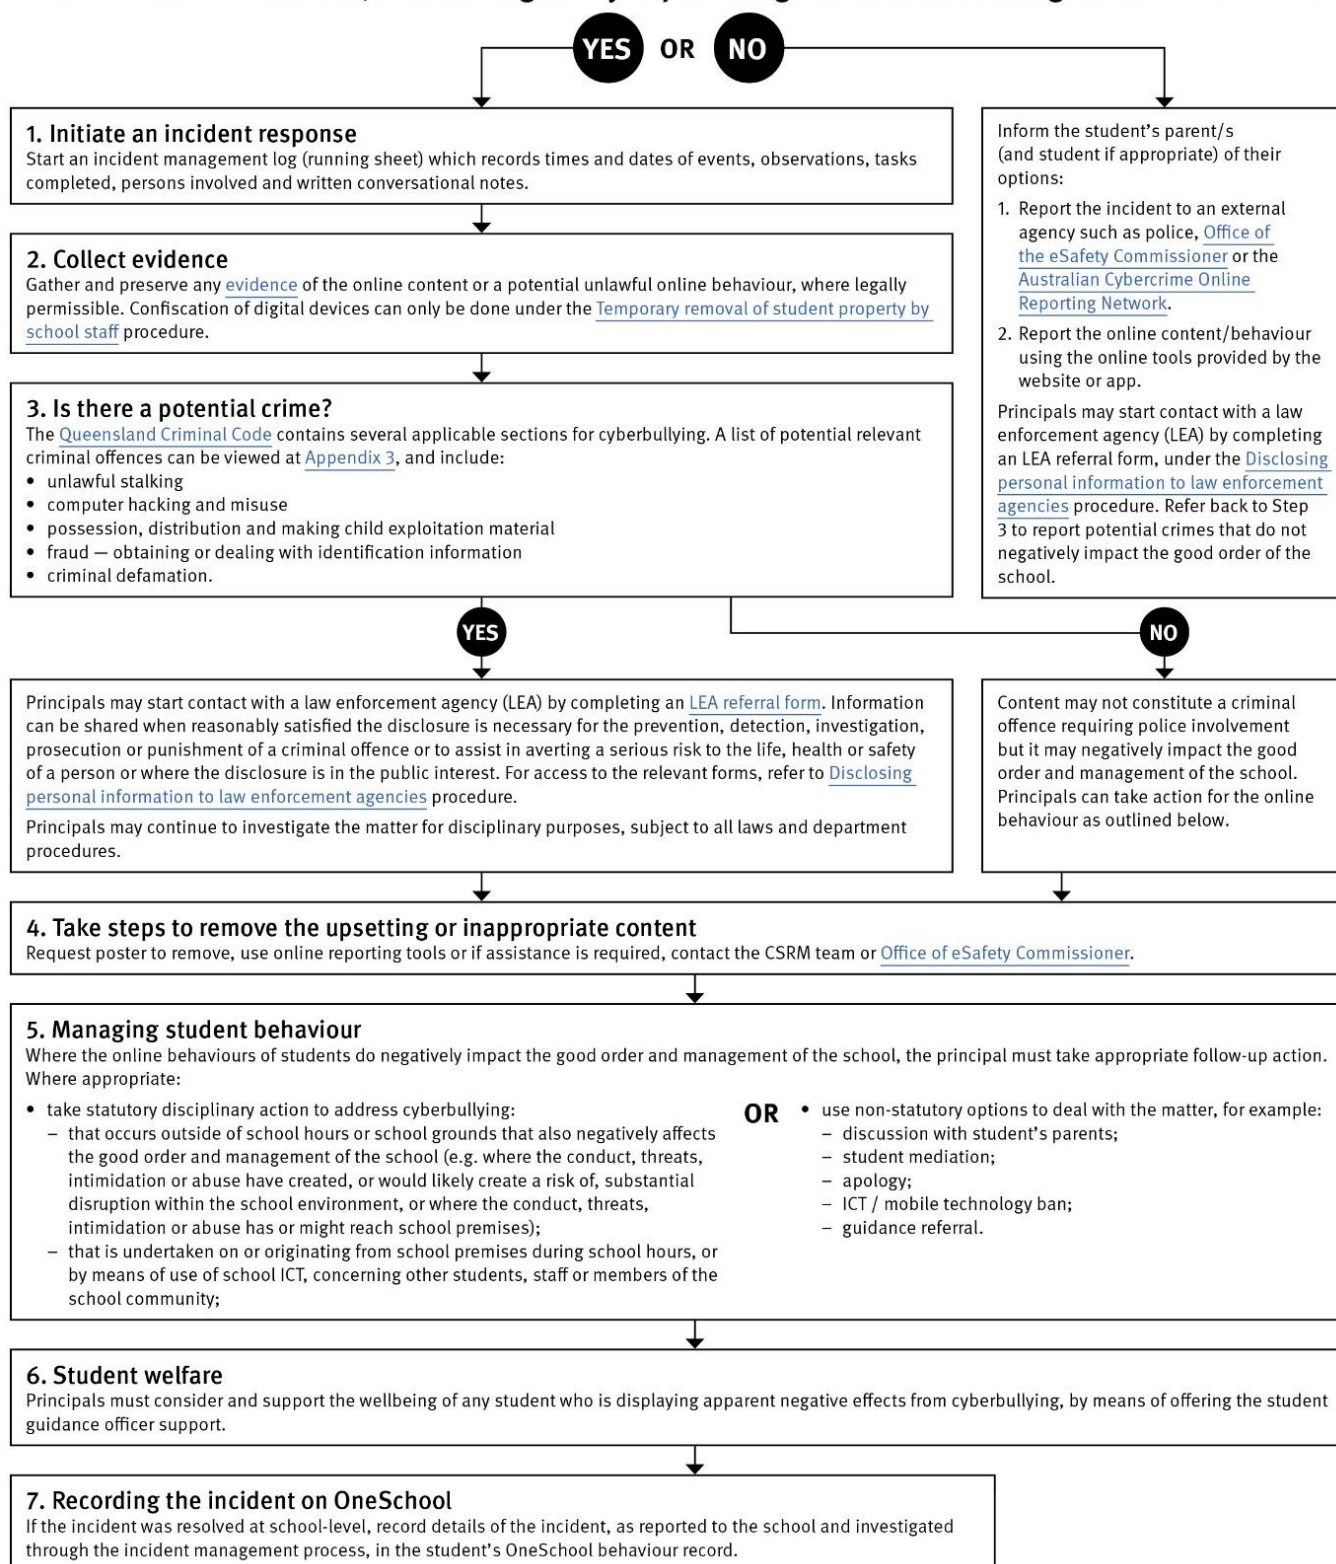 YES OR NO
1. Initiate an incident response
Start an incident management log (running sheet) which records times and dates of events, observations, tasks
completed, persons involved and written conversational notes.
2. Collect evidence
Gather and preserve any evidence of the online content or a potential unlawful online behaviour, where legally
permissible. Confiscation of digital devices can only be done under the Temporary removal of student property by
school staff procedure.
3. Is there a potential crime?
The Queensland Criminal Code contains several applicable sections for cyberbullying. A list of potential relevant
criminal offences can be viewed at Appendix 3, and include:
• unlawful stalking
• computer hacking and misuse
• possession, distribution and making child exploitation material
• fraud — obtaining or dealing with identification information
• criminal defamation.
Inform the student's parent/s
(and student if appropriate) of their
options:
1. Report the incident to an external
agency such as police, Office of
the eSafety Commissioner or the
Australian Cybercrime Online
Reporting Network.
2. Report the online content/behaviour
using the online tools provided by the
website or app.
Principals may start contact with a law
enforcement agency (LEA) by completing
an LEA referral form, under the Disclosing
personal information to law enforcement
agencies procedure. Refer back to Step
3 to report potential crimes that do not
negatively impact the good order of the
school.
YES
NO
Principals may start contact with a law enforcement agency (LEA) by completing an LEA referral form. Information
can be shared when reasonably satisfied the disclosure is necessary for the prevention, detection, investigation,
prosecution or punishment of a criminal offence or to assist in averting a serious risk to the life, health or safety
of a person or where the disclosure is in the public interest. For access to the relevant forms, refer to Disclosing
personal information to law enforcement agencies procedure.
Principals may continue to investigate the matter for disciplinary purposes, subject to all laws and department
procedures.
Content may not constitute a criminal
offence requiring police involvement
but it may negatively impact the good
order and management of the school.
Principals can take action for the online
behaviour as outlined below.
4. Take steps to remove the upsetting or inappropriate content
Request poster to remove, use online reporting tools or if assistance is required, contact the CSRM team or Office of eSafety Commissioner.
5. Managing student behaviour
Where the online behaviours of students do negatively impact the good order and management of the school, the principal must take appropriate follow-up action.
Where appropriate:
• take statutory disciplinary action to address cyberbullying:
– that occurs outside of school hours or school grounds that also negatively affects
the good order and management of the school (e.g. where the conduct, threats,
intimidation or abuse have created, or would likely create a risk of, substantial
disruption within the school environment, or where the conduct, threats,
intimidation or abuse has or might reach school premises);
– that is undertaken on or originating from school premises during school hours, or
by means of use of school ICT, concerning other students, staff or members of the
school community;
OR
• use non-statutory options to deal with the matter, for example:
– discussion with student's parents;
– student mediation;
– apology;
– ICT / mobile technology ban;
– guidance referral.
6. Student welfare
Principals must consider and support the wellbeing of any student who is displaying apparent negative effects from cyberbullying, by means of offering the student
guidance officer support.
7. Recording the incident on OneSchool
If the incident was resolved at school-level, record details of the incident, as reported to the school and investigated
through the incident management process, in the student's OneSchool behaviour record.